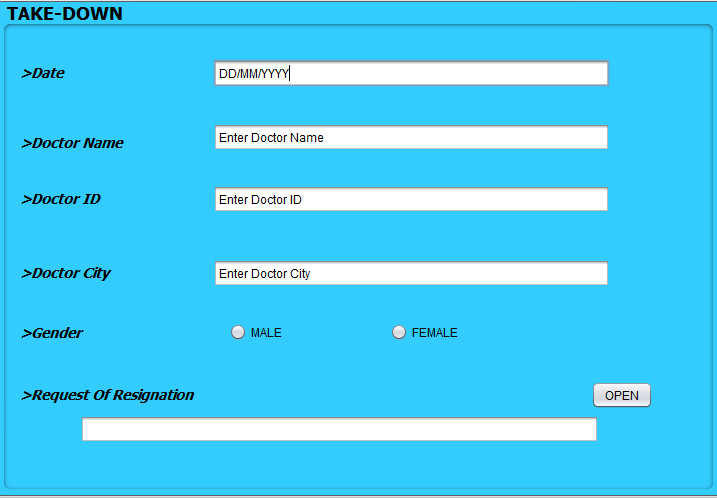 TAKE-DOWN
>Date DD/MM/YYYY
>Doctor Name Enter Doctor Name
>Doctor ID Enter Doctor ID
>Doctor City Enter Doctor City
>Gender MALE FEMALE
>Request Of Resignation OPEN